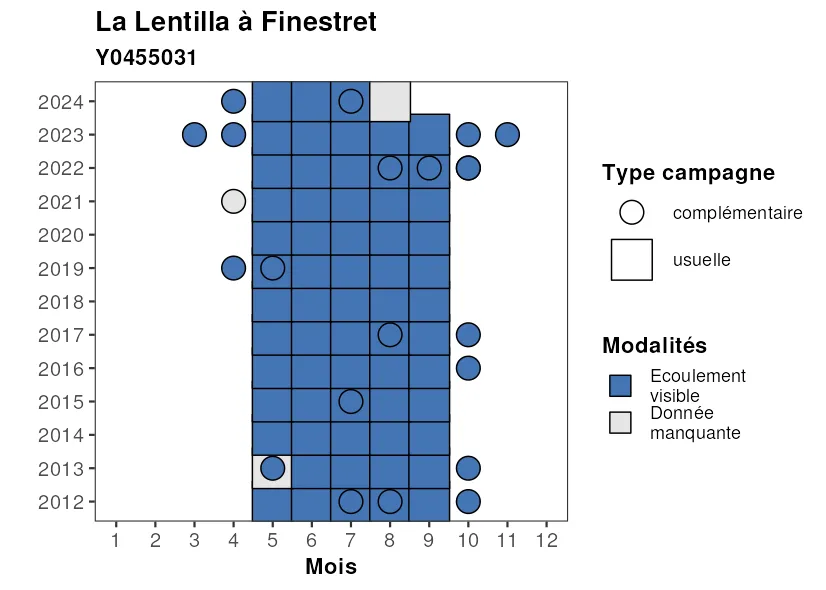 La Lentilla à Finestret
Y0455031
2024
2023
2022
2021
2020
2019
2018
2017
2016
2015
2014
2013
2012
1 2 3 4 5 6 7 8 9 10 11 12
Mois
Type campagne
complémentaire
usuelle
Modalités
Ecoulement
visible
Donnée
manquante